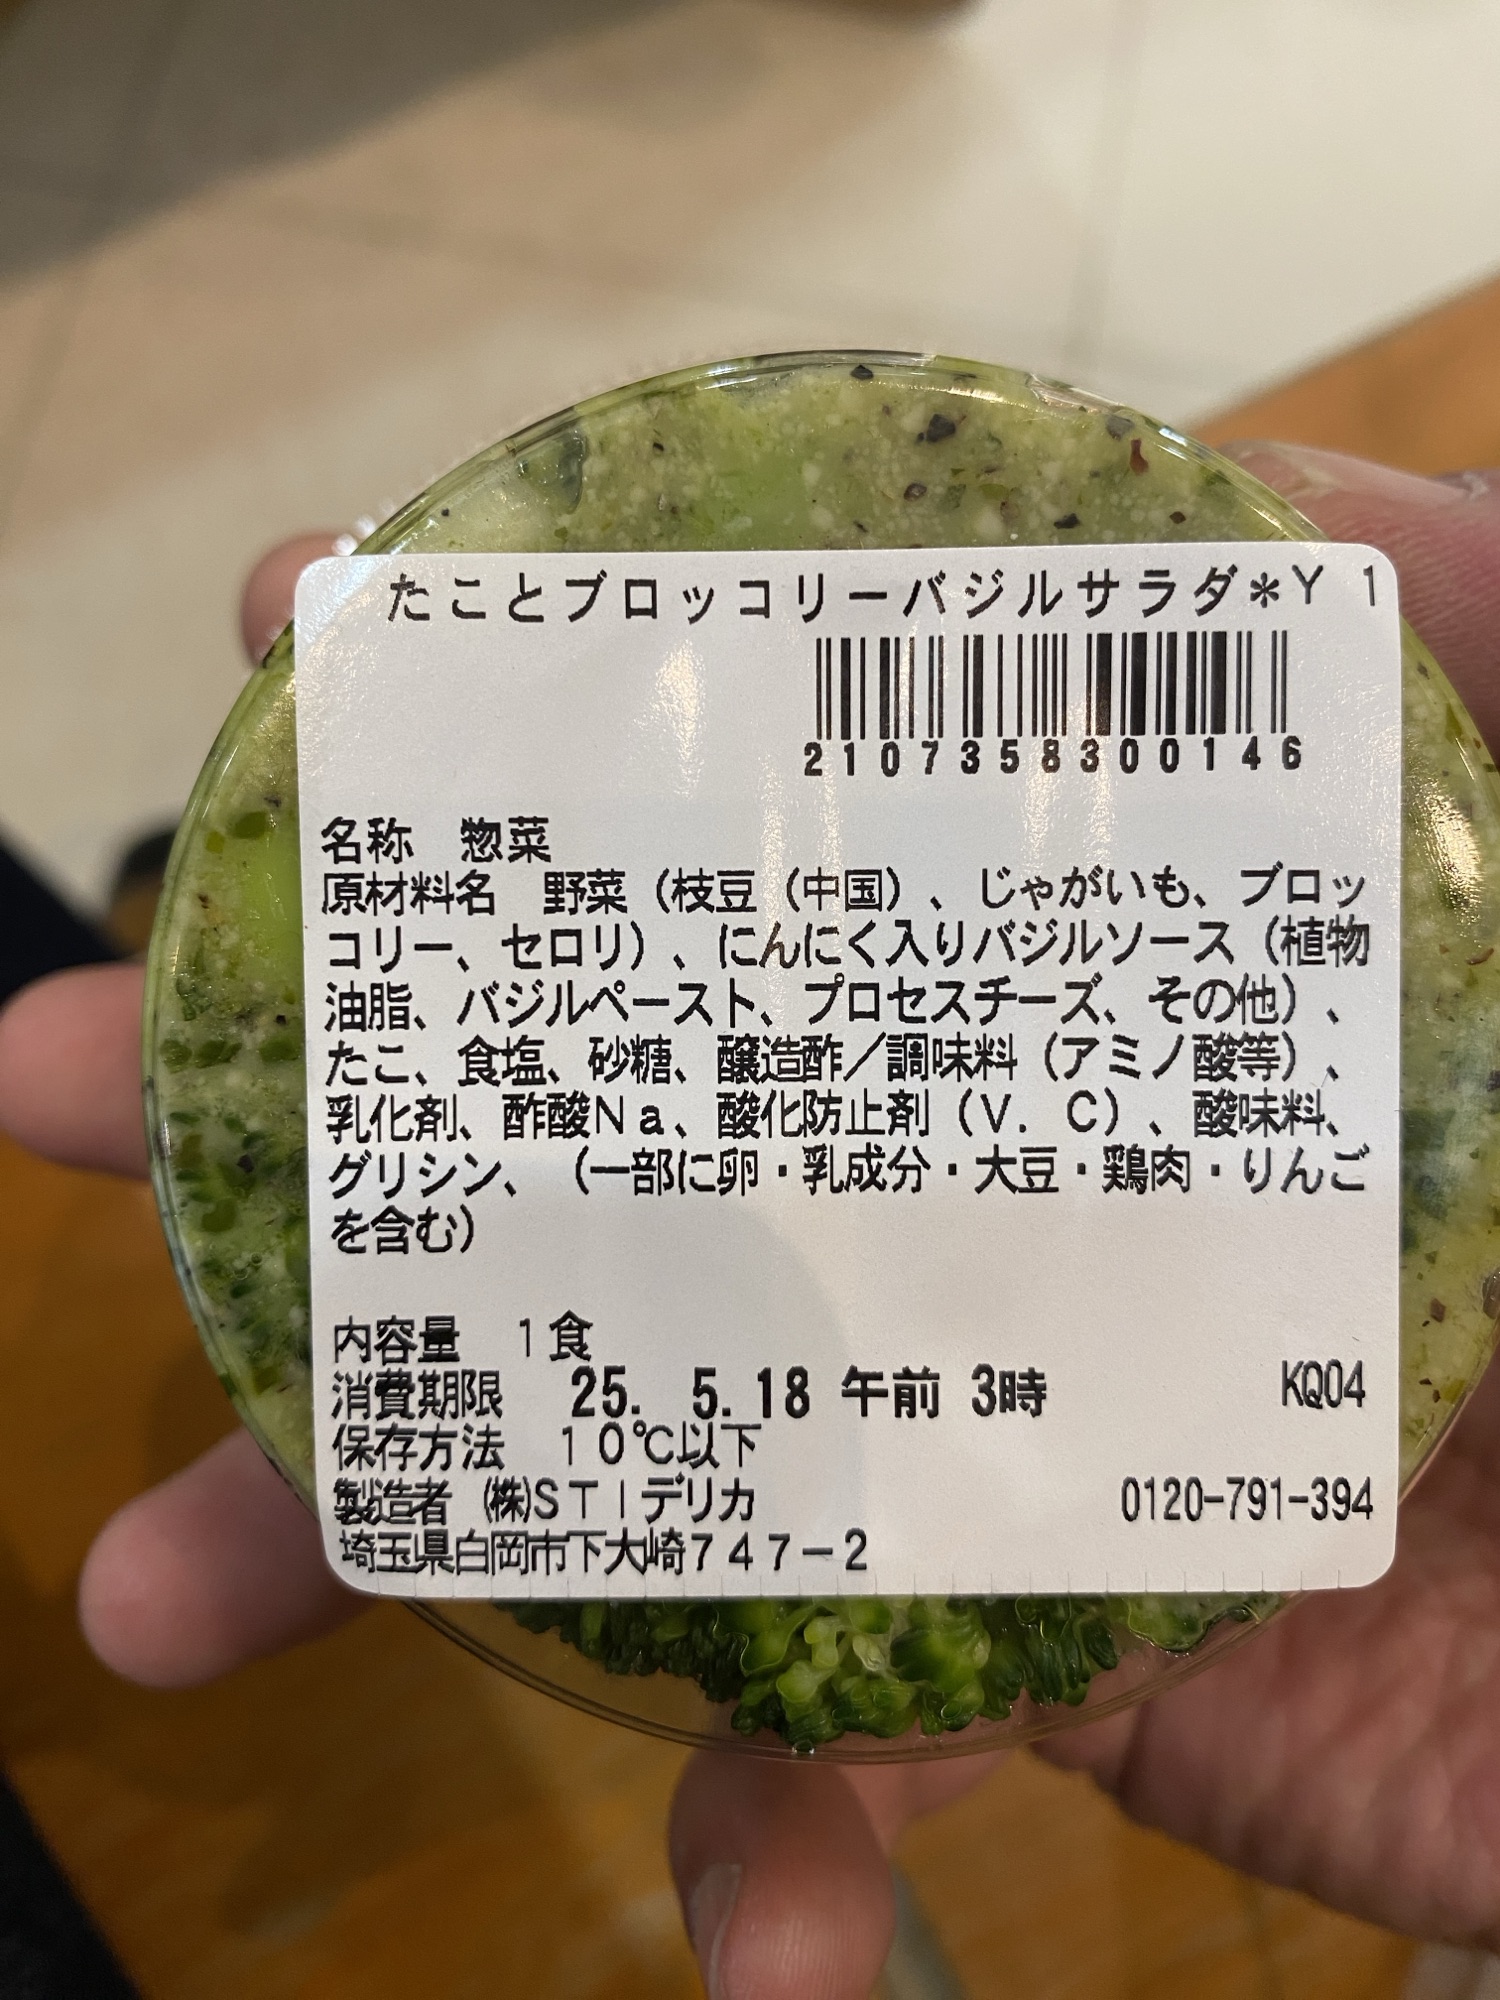 たことブロッコリーバジルサラダ*Y 1
2107358300146
名称 惣菜
原材料名 野菜(枝豆(中国)、じゃがいも、ブロッ
コリー、セロリ)、にんにく入りバジルソース(植物
油脂、バジルペースト、プロセスチーズ、その他)、
たこ、食塩、砂糖、醸造酢/調味料(アミノ酸等)、
乳化剤、酢酸Na、酸化防止剤(V. C)、酸味料、
グリシン、(一部に卵・乳成分・大豆・鶏肉・りんご
を含む)
内容量 1食
消費期限 25. 5.18 午前 3時 KQ04
保存方法 10℃以下
製造者 ㈱STIデリカ 0120-791-394
埼玉県白岡市下大崎747-2